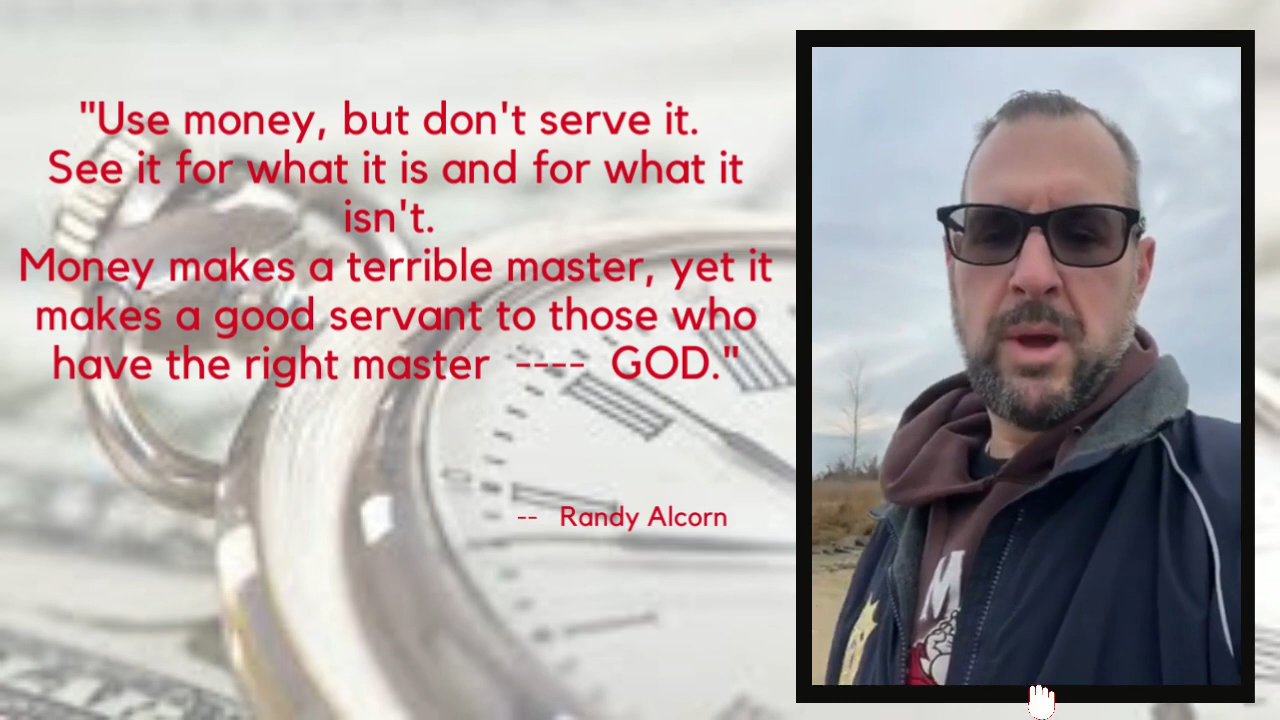 "Use money, but don't serve it.
See it for what it is and for what it
isn't.
Money makes a terrible master, yet it
makes a good servant to those who
have the right master ---- GOD."
-- Randy Alcorn
M